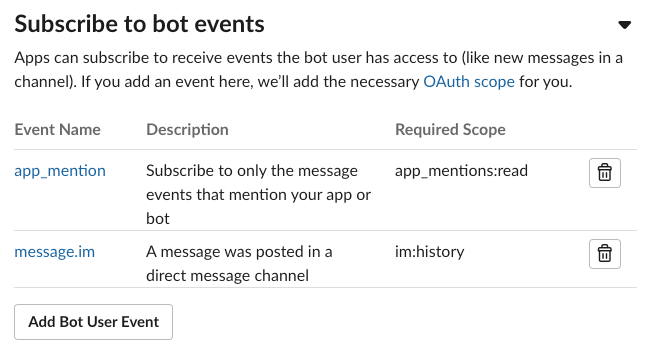 Subscribe to bot events
Apps can subscribe to receive events the bot user has access to (like new messages in a
channel). If you add an event here, we’ll add the necessary OAuth scope for you.
Event Name Description Required Scope
app_mention Subscribe to only the message app_mentions:read
events that mention your app or
bot
message.im A message was posted in a im:history
direct message channel
Add Bot User Event